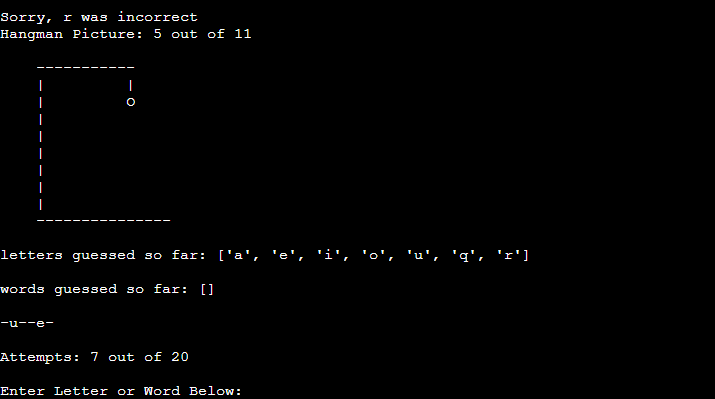 Sorry, r was incorrect
Hangman Picture: 5 out of 11
-----------
|          |
|          O
|
|
|
|
|
|
---------------
letters guessed so far: ['a', 'e', 'i', 'o', 'u', 'q', 'r']
words guessed so far: []
-u--e-
Attempts: 7 out of 20
Enter Letter or Word Below: